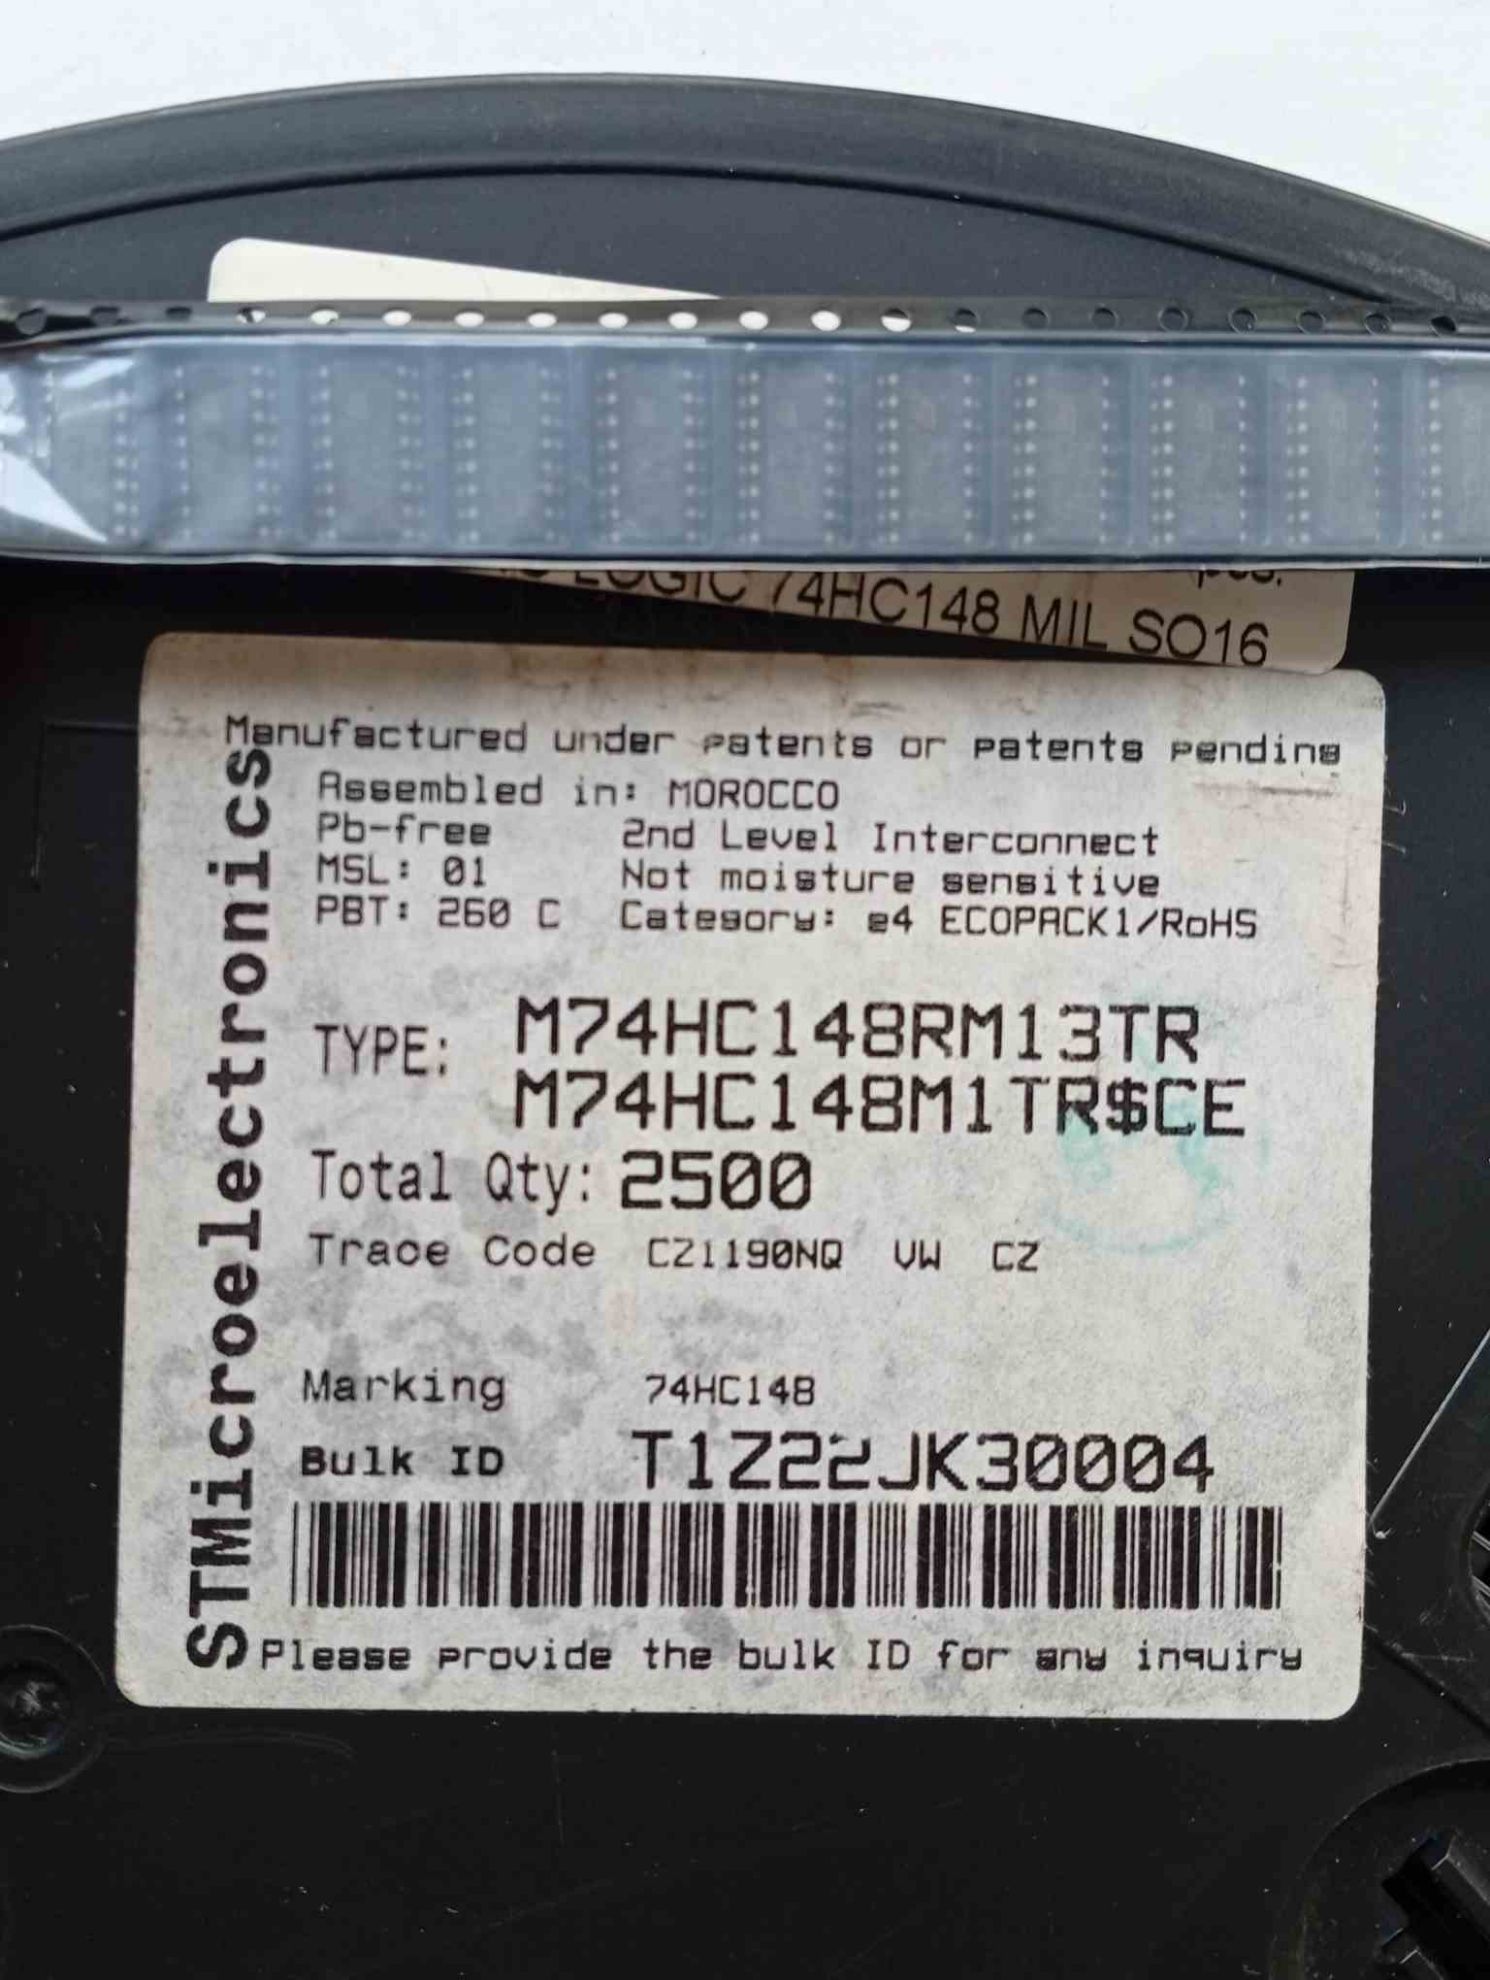 LOGIC 74HC148 MIL SO16
Manufactured under patents or patents pending
Assembled in: MOROCCO
Pb-free 2nd Level Interconnect
MSL: 01 Not moisture sensitive
PBT: 260 C Category: e4 ECOPACK1/RoHS
TYPE: M74HC148RM13TR
M74HC148M1TR$CE
Total Qty: 2500
Trace Code CZ1190NQ VW CZ
Marking 74HC148
Bulk ID T1Z22JK30004
Please provide the bulk ID for any inquiry
STMicroelectronics